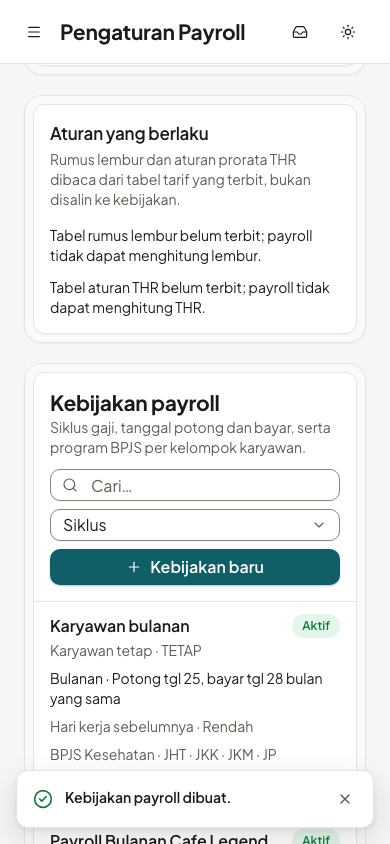 Pengaturan Payroll
Aturan yang berlaku
Rumus lembur dan aturan prorata THR
dibaca dari tabel tarif yang terbit, bukan
disalin ke kebijakan.
Tabel rumus lembur belum terbit; payroll
tidak dapat menghitung lembur.
Tabel aturan THR belum terbit; payroll tidak
dapat menghitung THR.
Kebijakan payroll
Siklus gaji, tanggal potong dan bayar, serta
program BPJS per kelompok karyawan.
Cari...
Siklus
+ Kebijakan baru
Karyawan bulanan Aktif
Karyawan tetap · TETAP
Bulanan · Potong tgl 25, bayar tgl 28 bulan
yang sama
Hari kerja sebelumnya · Rendah
BPJS Kesehatan · JHT · JKK · JKM · JP
Kebijakan payroll dibuat.
Payroll Bulanan Cafe Legend Aktif